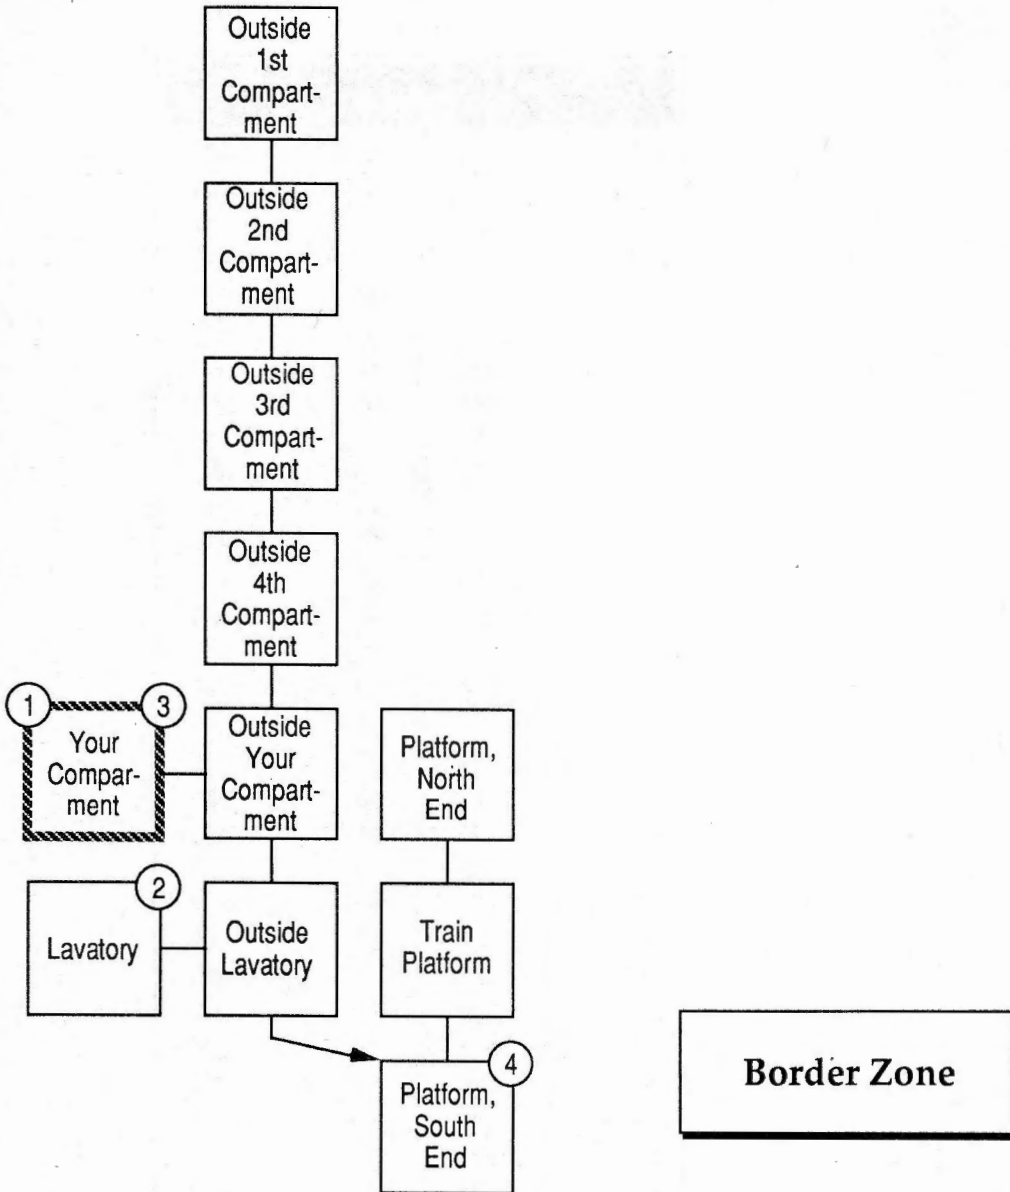 Outside
1st
Compart-
ment
Outside
2nd
Compart-
ment
Outside
3rd
Compart-
ment
Outside
4th
Compart-
ment
1
3
Your
Compar-
ment
Outside
Your
Compart-
ment
Platform,
North
End
2
Lavatory
Outside
Lavatory
Train
Platform
4
Platform,
South
End
Border Zone